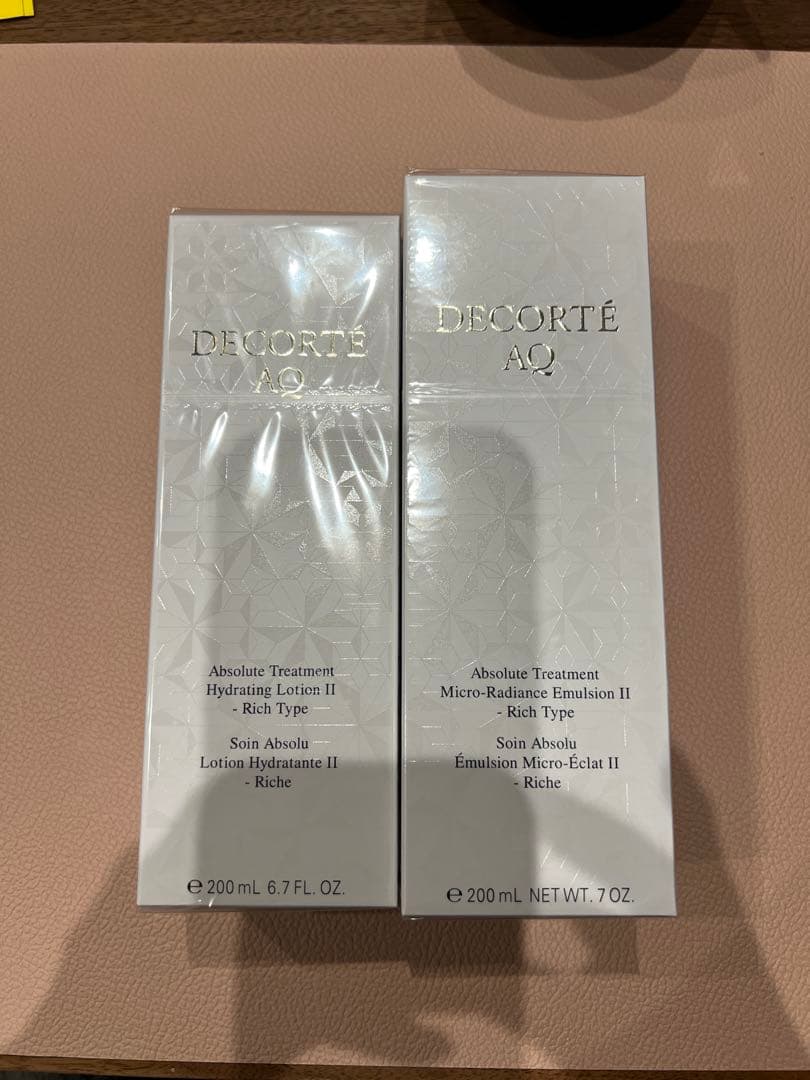 DECORTÉ
AQ
Absolute Treatment
Hydrating Lotion II
- Rich Type
Soin Absolu
Lotion Hydratante II
- Riche
℮ 200 mL 6.7 FL. OZ.
DECORTÉ
AQ
Absolute Treatment
Micro-Radiance Emulsion II
- Rich Type
Soin Absolu
Émulsion Micro-Éclat II
- Riche
℮ 200 mL NET WT. 7 OZ.